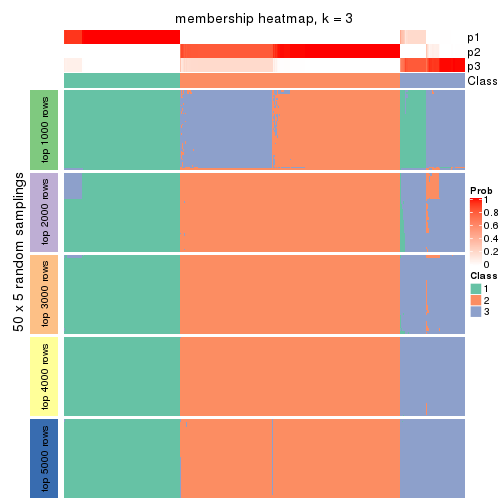 membership heatmap, k = 3
p1
p2
p3
Class
50 x 5 random samplings
top 1000 rows
top 2000 rows
top 3000 rows
top 4000 rows
top 5000 rows
Prob
1
0.8
0.6
0.4
0.2
0
Class
1
2
3